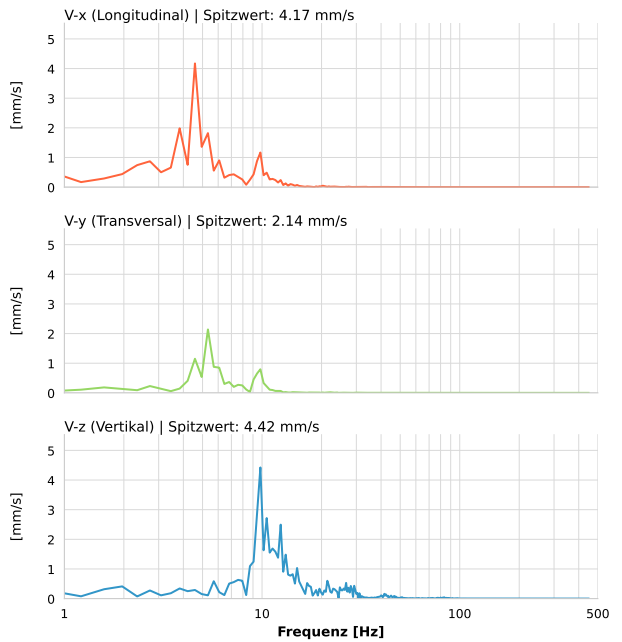 V-x (Longitudinal) | Spitzwert: 4.17 mm/s
[mm/s]
5
4
3
2
1
0
V-y (Transversal) | Spitzwert: 2.14 mm/s
[mm/s]
5
4
3
2
1
0
V-z (Vertikal) | Spitzwert: 4.42 mm/s
[mm/s]
5
4
3
2
1
0
1 10 100 500
Frequenz [Hz]